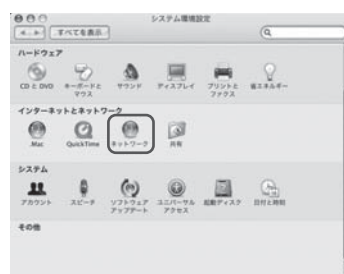 システム環境設定
すべてを表示
ハードウェア
CD と DVD キーボードとマウス サウンド ディスプレイ プリントとファクス 省エネルギー
インターネットとネットワーク
.Mac QuickTime ネットワーク 共有
システム
アカウント スピーチ ソフトウェアアップデート ユニバーサルアクセス 起動ディスク 日付と時刻
その他